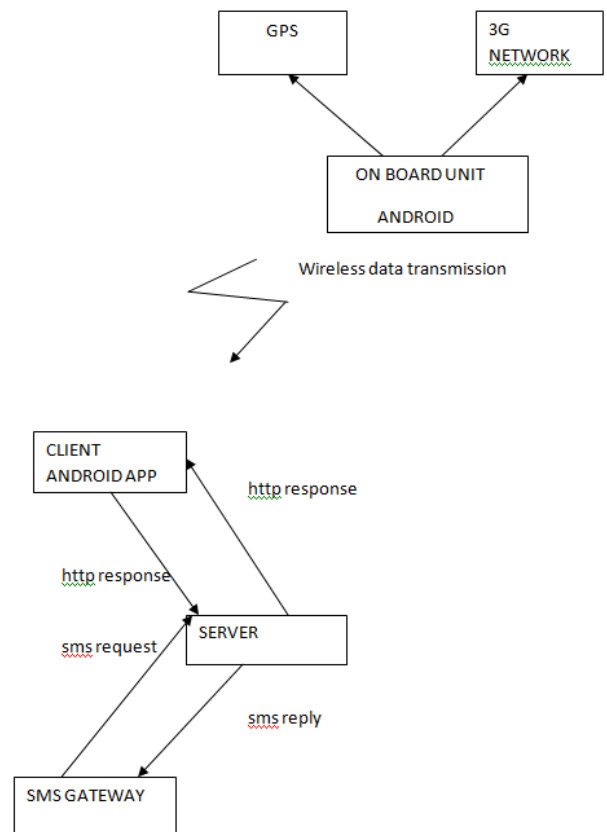 GPS
3G
NETWORK
ON BOARD UNIT
ANDROID
Wireless data transmission
CLIENT
ANDROID APP
http response
http response
SERVER
sms request
sms reply
SMS GATEWAY